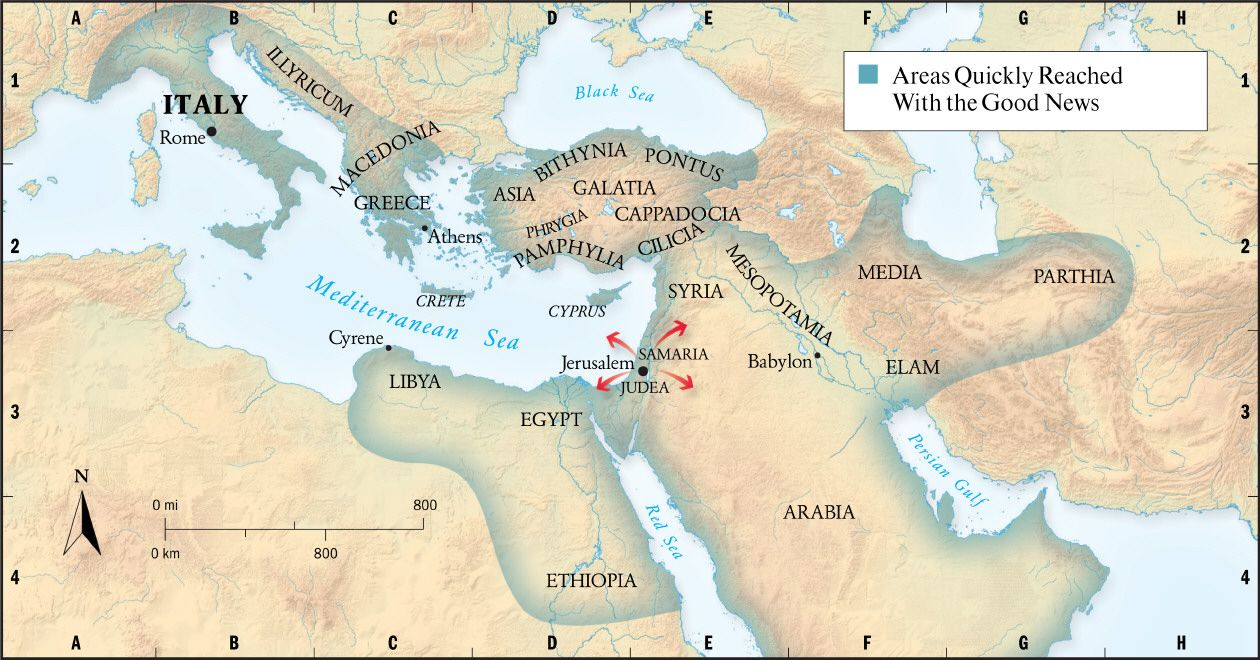 A B C D E F G H
1 1
Areas Quickly Reached
With the Good News
Black Sea
ILLYRICUM
ITALY
Rome
MACEDONIA
BITHYNIA
PONTUS
ASIA
GALATIA
GREECE
PHRYGIA
CAPPADOCIA
Athens
PAMPHYLIA
CILICIA
2 2
MESOPOTAMIA
MEDIA
PARTHIA
SYRIA
CRETE
CYPRUS
Mediterranean Sea
Cyrene
Jerusalem
SAMARIA
JUDEA
Babylon
ELAM
LIBYA
EGYPT
3 3
Persian Gulf
N
0 mi 800
0 km 800
Red Sea
ARABIA
ETHIOPIA
4 4
A B C D E F G H